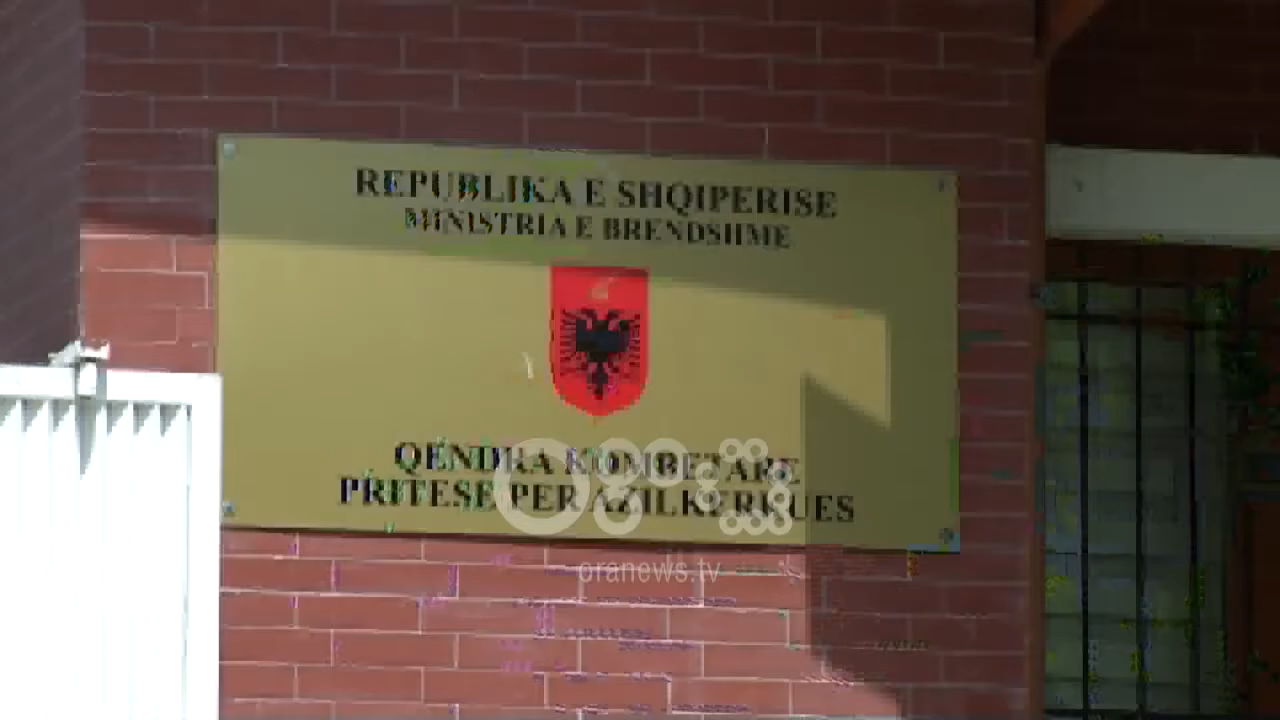 REPUBLIKA E SHQIPERISE
MINISTRIA E BRENDSHME
QENDRA KOMBETARE
PRITESE PER AZILKERKUES
oranews.tv